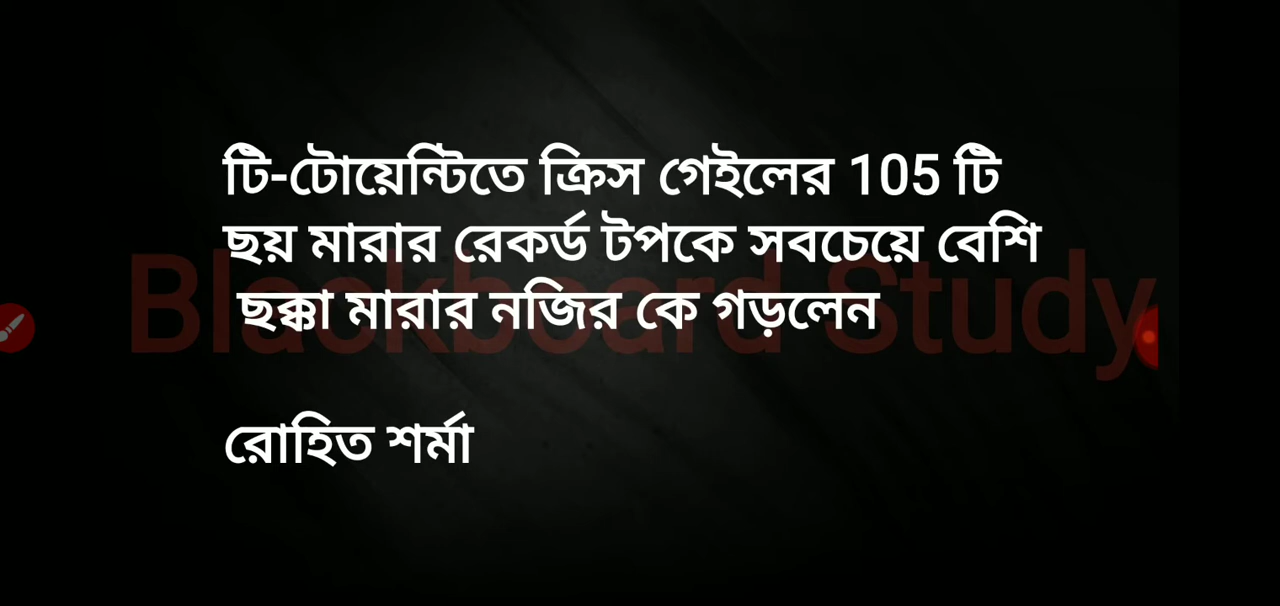 টি-টোয়েন্টিতে ক্রিস গেইলের 105 টি
ছয় মারার রেকর্ড টপকে সবচেয়ে বেশি
ছক্কা মারার নজির কে গড়লেন
Blackboard Study
রোহিত শর্মা